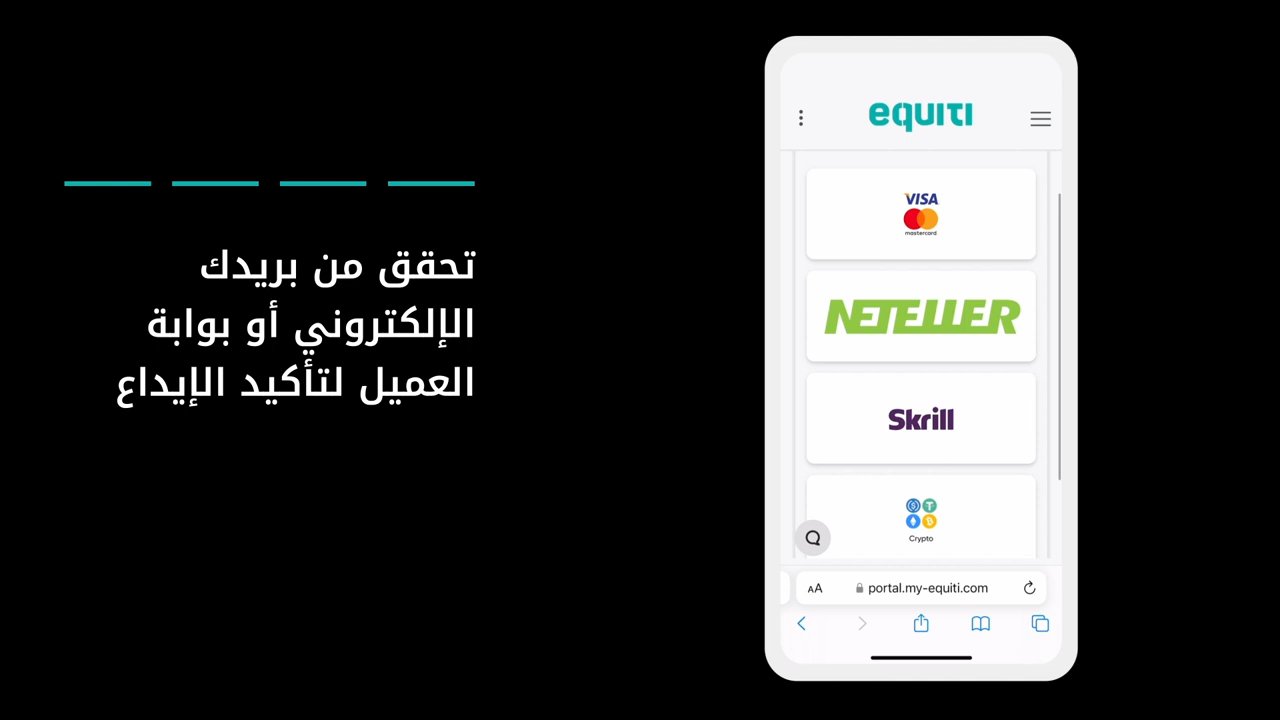 تحقق من بريدك
الإلكتروني أو بوابة
العميل لتأكيد الإيداع
equiti
VISA
mastercard
NETELLER
Skrill
Crypto
AA portal.my-equiti.com